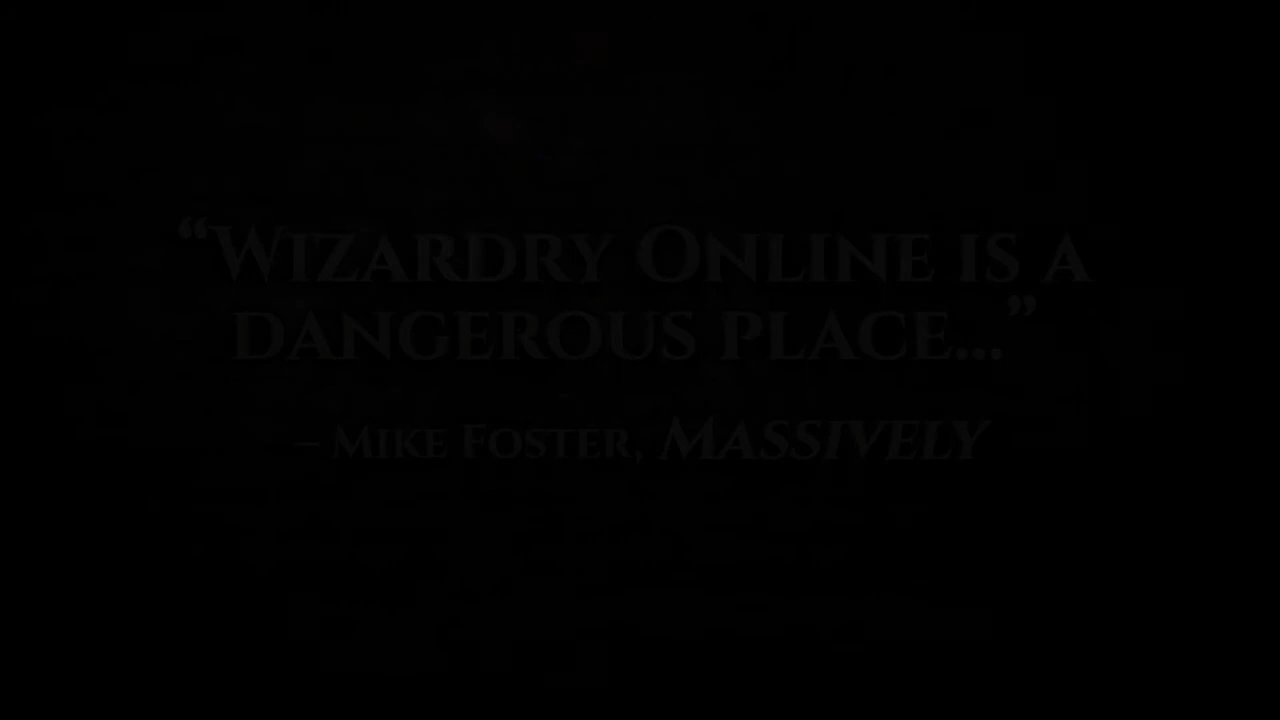 “Wizardry Online is a
dangerous place...”
– Mike Foster, Massively